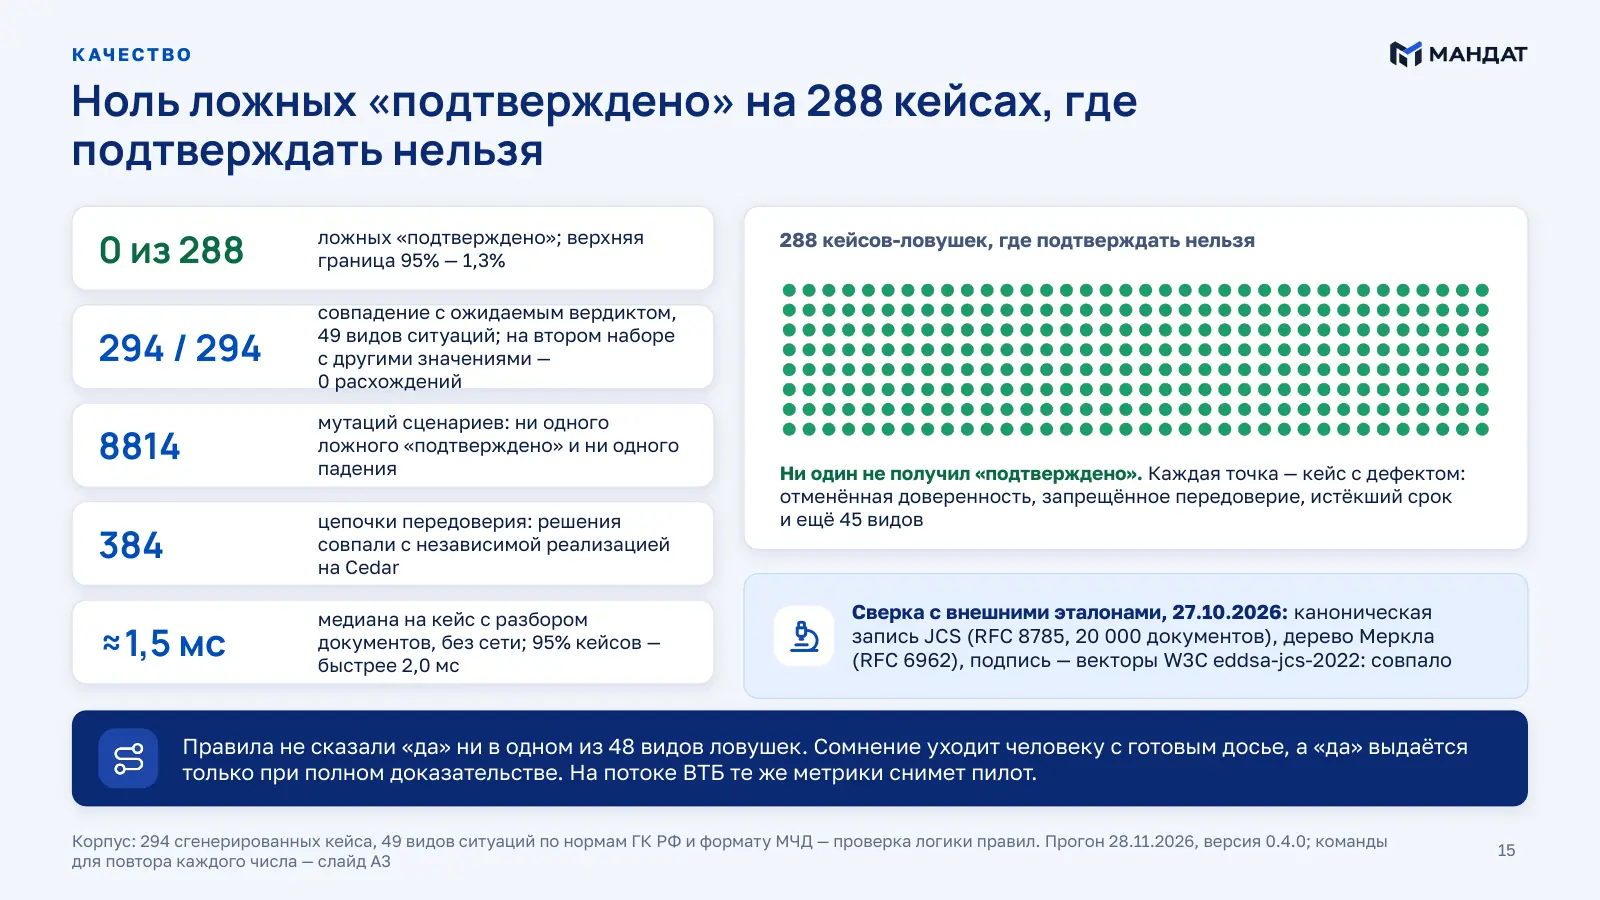 КАЧЕСТВО
МАНДАТ
Ноль ложных «подтверждено» на 288 кейсах, где
подтверждать нельзя
0 из 288
ложных «подтверждено»; верхняя
граница 95% — 1,3%
294 / 294
совпадение с ожидаемым вердиктом,
49 видов ситуаций; на втором наборе
с другими значениями —
0 расхождений
8814
мутаций сценариев: ни одного
ложного «подтверждено» и ни одного
падения
384
цепочки передоверия: решения
совпали с независимой реализацией
на Cedar
≈1,5 мс
медиана на кейс с разбором
документов, без сети; 95% кейсов —
быстрее 2,0 мс
288 кейсов-ловушек, где подтверждать нельзя
Ни один не получил «подтверждено». Каждая точка — кейс с дефектом:
отменённая доверенность, запрещённое передоверие, истёкший срок
и ещё 45 видов
Сверка с внешними эталонами, 27.10.2026: каноническая
запись JCS (RFC 8785, 20 000 документов), дерево Меркла
(RFC 6962), подпись — векторы W3C eddsa-jcs-2022: совпало
Правила не сказали «да» ни в одном из 48 видов ловушек. Сомнение уходит человеку с готовым досье, а «да» выдаётся
только при полном доказательстве. На потоке ВТБ те же метрики снимет пилот.
Корпус: 294 сгенерированных кейса, 49 видов ситуаций по нормам ГК РФ и формату МЧД — проверка логики правил. Прогон 28.11.2026, версия 0.4.0; команды
для повтора каждого числа — слайд А3
15